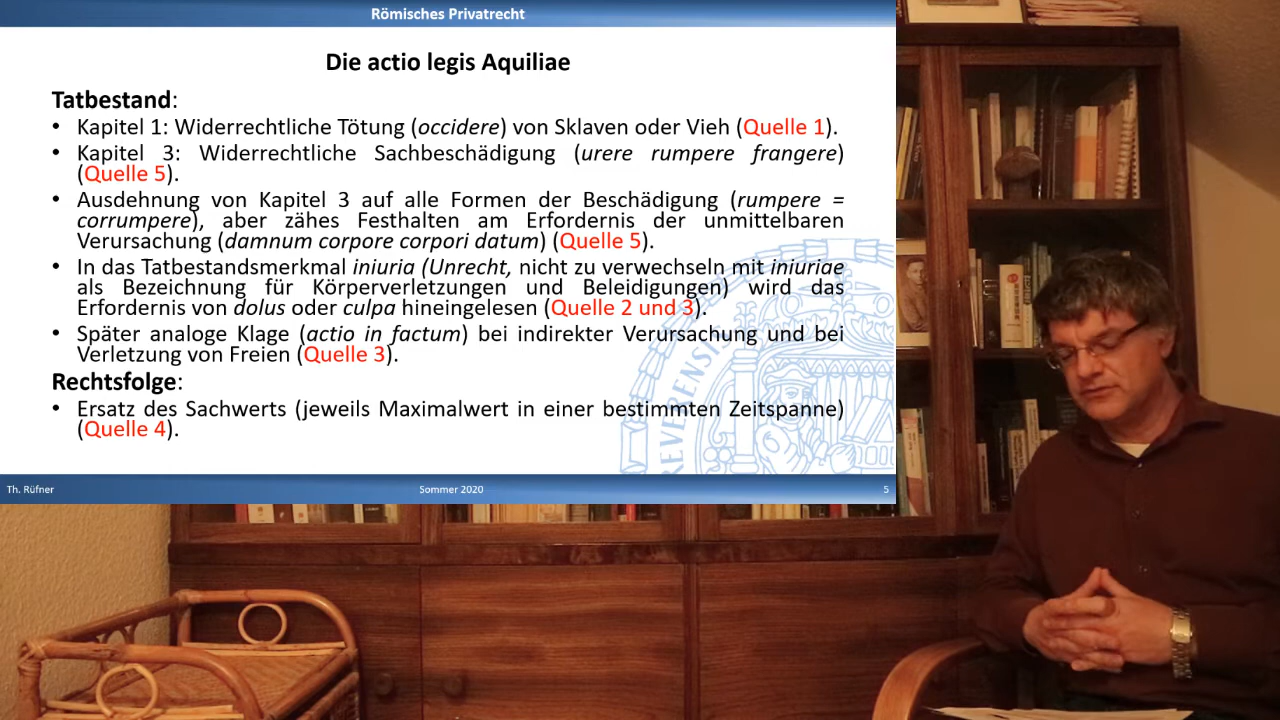 Römisches Privatrecht
Die actio legis Aquiliae
Tatbestand:
• Kapitel 1: Widerrechtliche Tötung (occidere) von Sklaven oder Vieh (Quelle 1).
• Kapitel 3: Widerrechtliche Sachbeschädigung (urere rumpere frangere)
(Quelle 5).
• Ausdehnung von Kapitel 3 auf alle Formen der Beschädigung (rumpere =
corrumpere), aber zähes Festhalten am Erfordernis der unmittelbaren
Verursachung (damnum corpore corpori datum) (Quelle 5).
• In das Tatbestandsmerkmal iniuria (Unrecht, nicht zu verwechseln mit iniuriae
als Bezeichnung für Körperverletzungen und Beleidigungen) wird das
Erfordernis von dolus oder culpa hineingelesen (Quelle 2 und 3).
• Später analoge Klage (actio in factum) bei indirekter Verursachung und bei
Verletzung von Freien (Quelle 3).
Rechtsfolge:
• Ersatz des Sachwerts (jeweils Maximalwert in einer bestimmten Zeitspanne)
(Quelle 4).
Th. Rüfner
Sommer 2020
5